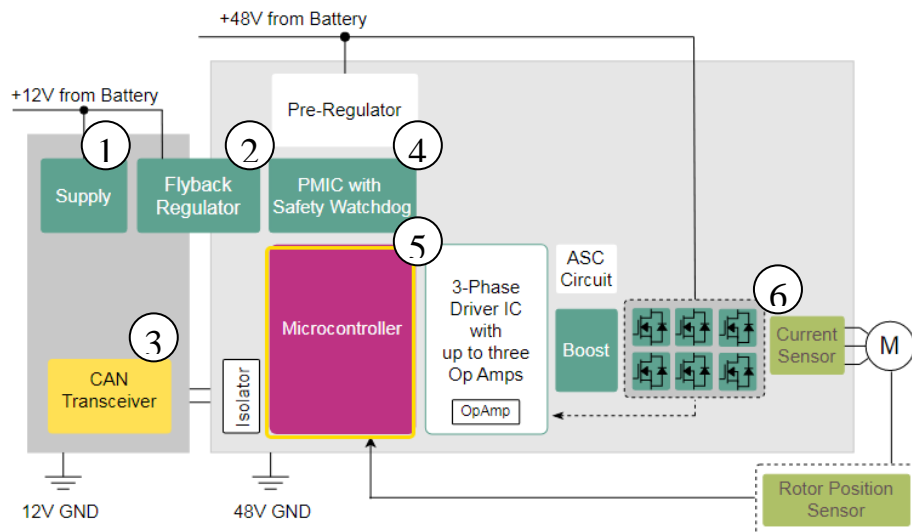 +48V from Battery
+12V from Battery
Pre-Regulator
1
2
4
Supply
Flyback
Regulator
PMIC with
Safety Watchdog
5
ASC
Circuit
6
3-Phase
Driver IC
with
up to three
Op Amps
OpAmp
Microcontroller
Boost
Current
Sensor
M
3
CAN
Transceiver
Isolator
12V GND
48V GND
Rotor Position
Sensor